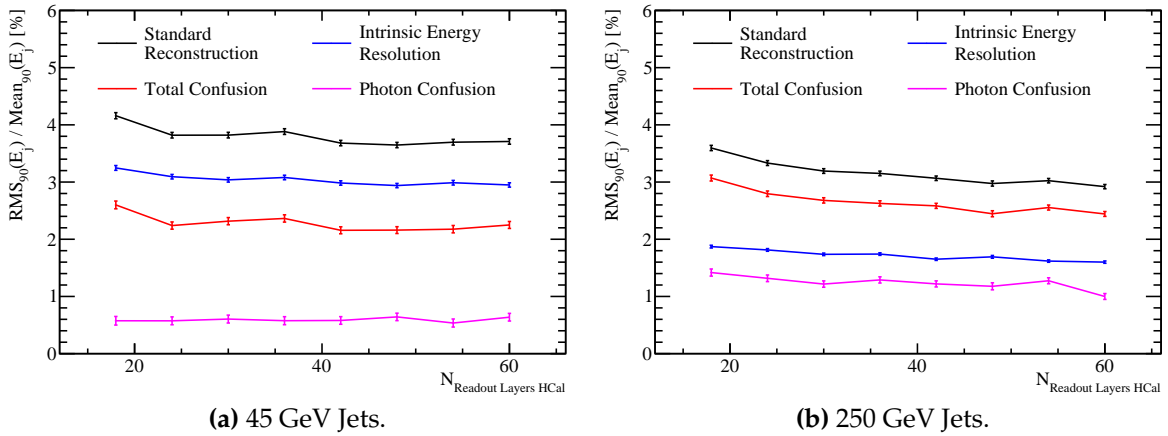 RMS90(Ej) / Mean90(Ej) [%]
6
5
4
3
2
1
0
Standard Reconstruction
Intrinsic Energy Resolution
Total Confusion
Photon Confusion
20
40
60
N Readout Layers HCal
(a) 45 GeV Jets.
RMS90(Ej) / Mean90(Ej) [%]
6
5
4
3
2
1
0
Standard Reconstruction
Intrinsic Energy Resolution
Total Confusion
Photon Confusion
20
40
60
N Readout Layers HCal
(b) 250 GeV Jets.